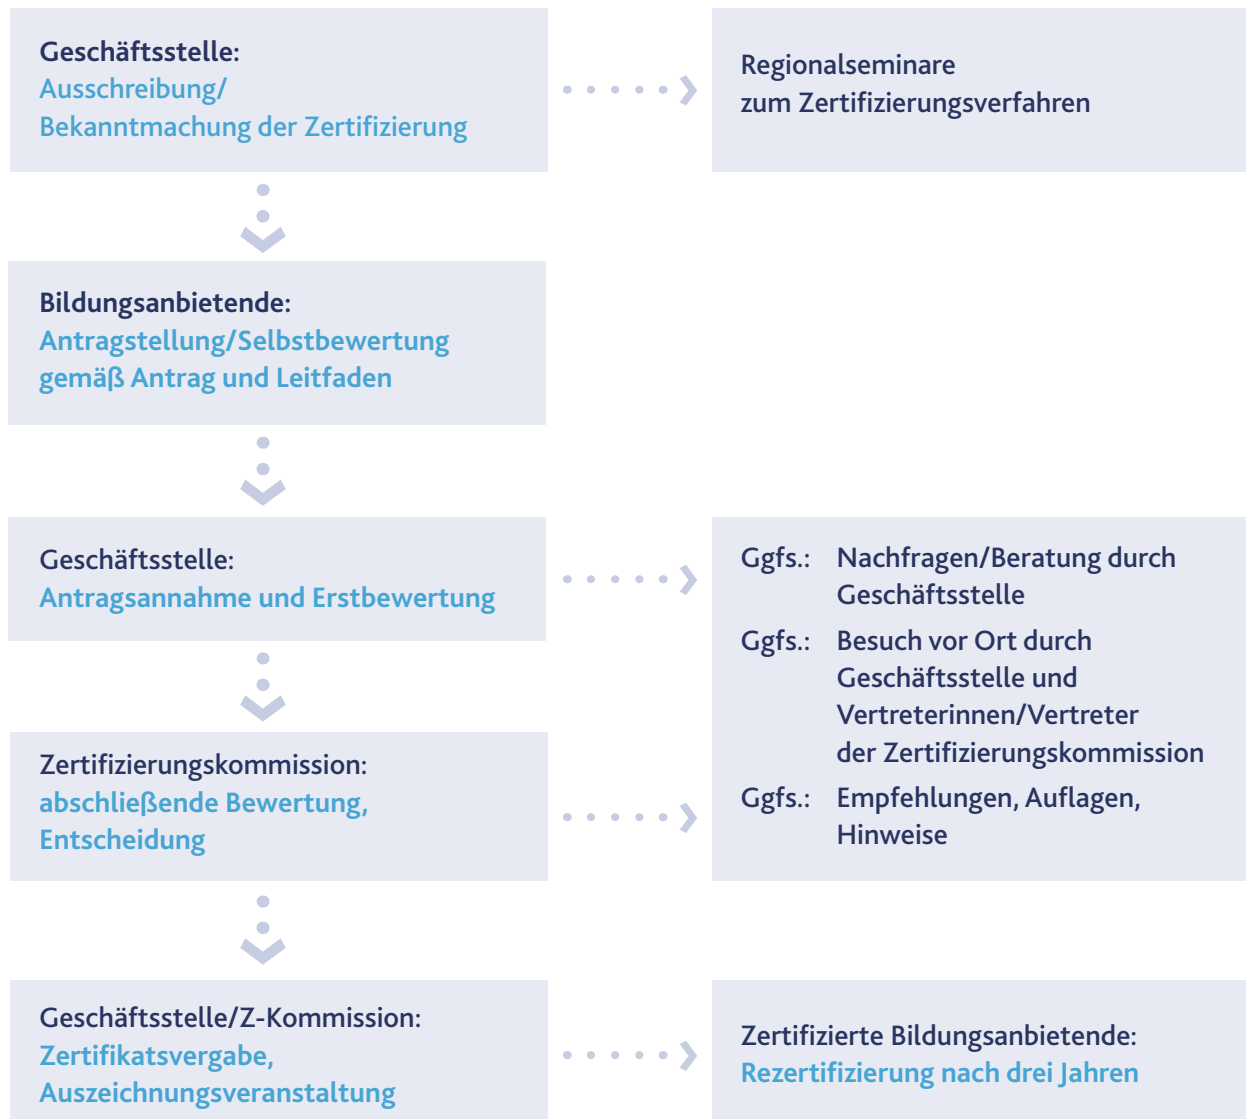 Geschäftsstelle:
Ausschreibung/
Bekanntmachung der Zertifizierung
Regionalseminare
zum Zertifizierungsverfahren
Bildungsanbietende:
Antragstellung/Selbstbewertung
gemäß Antrag und Leitfaden
Geschäftsstelle:
Antragsannahme und Erstbewertung
Ggfs.: Nachfragen/Beratung durch
Geschäftsstelle
Ggfs.: Besuch vor Ort durch
Geschäftsstelle und
Vertreterinnen/Vertreter
der Zertifizierungskommission
Ggfs.: Empfehlungen, Auflagen,
Hinweise
Zertifizierungskommission:
abschließende Bewertung,
Entscheidung
Geschäftsstelle/Z-Kommission:
Zertifikatsvergabe,
Auszeichnungsveranstaltung
Zertifizierte Bildungsanbietende:
Rezertifizierung nach drei Jahren